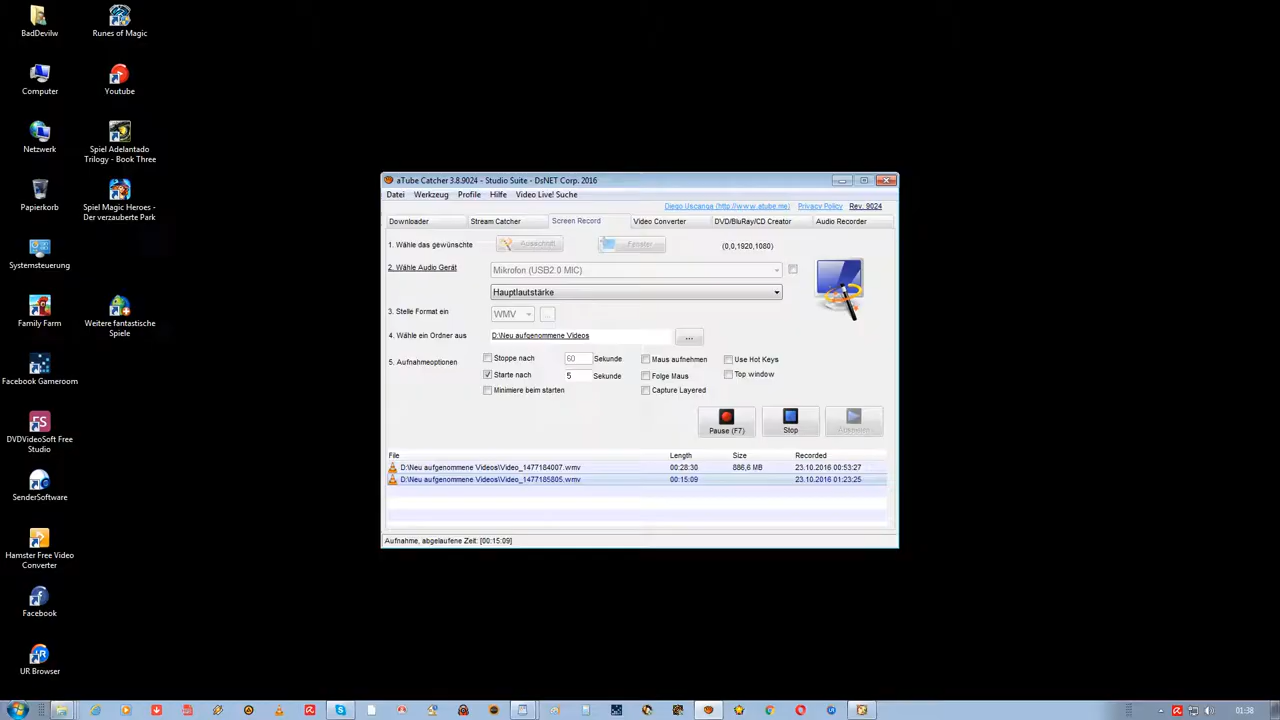 BadDevilw
Runes of Magic
Computer
Youtube
Netzwerk
Spiel Adelantado
Trilogy - Book Three
Papierkorb
Spiel Magic Heroes -
Der verzauberte Park
Systemsteuerung
Family Farm
Weitere fantastische
Spiele
Facebook Gameroom
DVDVideoSoft Free
Studio
SenderSoftware
Hamster Free Video
Converter
Facebook
UR Browser
aTube Catcher 3.8.9024 - Studio Suite - DsNET Corp. 2016
Datei Werkzeug Profile Hilfe Video Live! Suche
Diego Uscanga (http://www.atube.me) Privacy Policy Rev. 9024
Downloader Stream Catcher Screen Record Video Converter DVD/BluRay/CD Creator Audio Recorder
1. Wähle das gewünschte Ausschnitt Fenster (0,0,1920,1080)
2. Wähle Audio Gerät Mikrofon (USB2.0 MIC)
Hauptlautstärke
3. Stelle Format ein WMV ...
4. Wähle ein Ordner aus D:\Neu aufgenommene Videos ...
5. Aufnahmeoptionen Stoppe nach 60 Sekunde Maus aufnehmen Use Hot Keys
Starte nach 5 Sekunde Folge Maus Top window
Minimiere beim starten Capture Layered
Pause (F7) Stop
File Length Size Recorded
D:\Neu aufgenommene Videos\Video_1477184007.wmv 00:28:30 886,6 MB 23.10.2016 00:53:27
D:\Neu aufgenommene Videos\Video_1477185805.wmv 00:15:09 23.10.2016 01:23:25
Aufnahme, abgelaufene Zeit: [00:15:09]
01:38